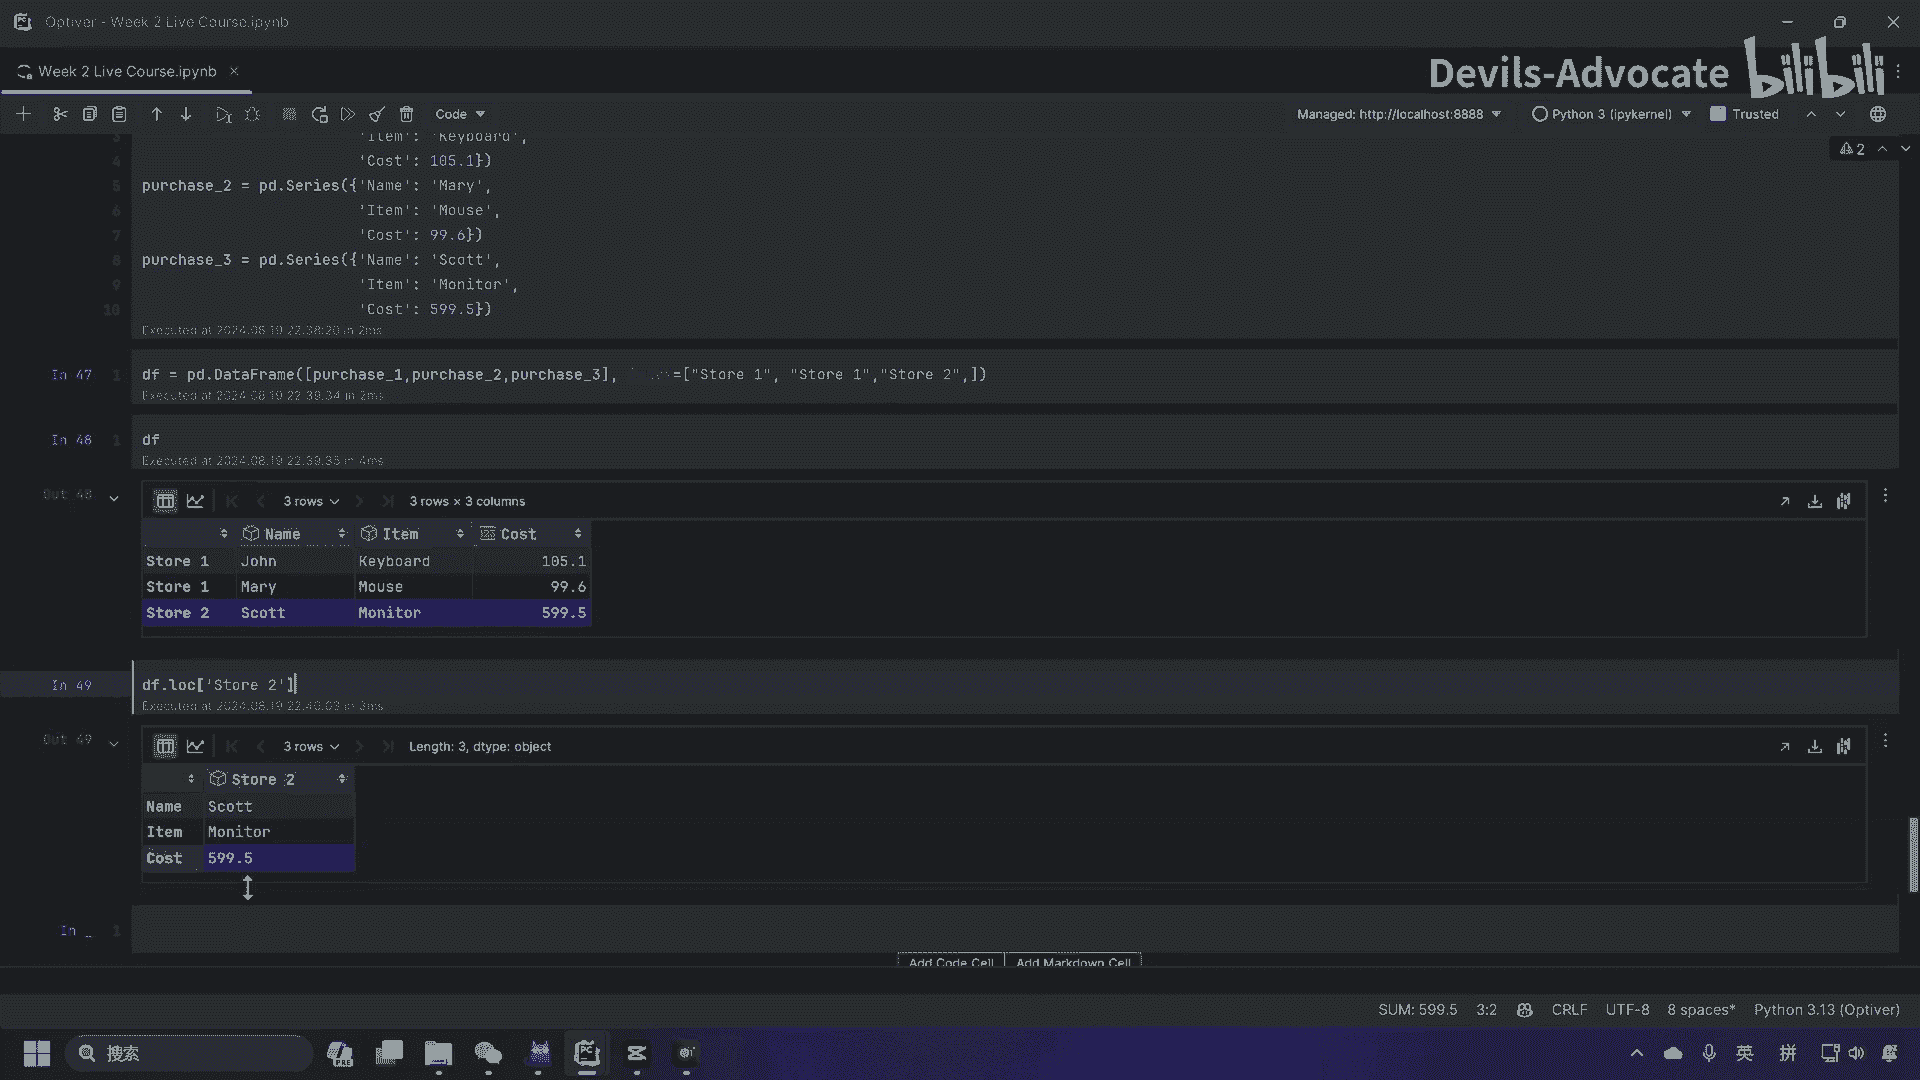 Optiver - Week 2 Live Course.ipynb
Week 2 Live Course.ipynb
Devils-Advocate bilibili
Code
Managed: http://localhost:8888
Python 3 (ipykernel)
Trusted
2
3 'Item': 'Keyboard',
4 'Cost': 105.1})
5 purchase_2 = pd.Series({'Name': 'Mary',
6 'Item': 'Mouse',
7 'Cost': 99.6})
8 purchase_3 = pd.Series({'Name': 'Scott',
9 'Item': 'Monitor',
10 'Cost': 599.5})
Executed at 2024.08.19 22:38:20 in 2ms
In 47 1 df = pd.DataFrame([purchase_1,purchase_2,purchase_3], =["Store 1", "Store 1","Store 2",])
Executed at 2024.08.19 22:39:34 in 2ms
In 48 1 df
Executed at 2024.08.19 22:39:35 in 4ms
Out 48 3 rows 3 rows × 3 columns
Name Item Cost
Store 1 John Keyboard 105.1
Store 1 Mary Mouse 99.6
Store 2 Scott Monitor 599.5
In 49 df.loc['Store 2']
Executed at 2024.08.19 22:40:03 in 3ms
Out 49 3 rows Length: 3, dtype: object
Store 2
Name Scott
Item Monitor
Cost 599.5
In _ 1
Add Code Cell Add Markdown Cell
SUM: 599.5 3:2 CRLF UTF-8 8 spaces* Python 3.13 (Optiver)
搜索
英 拼